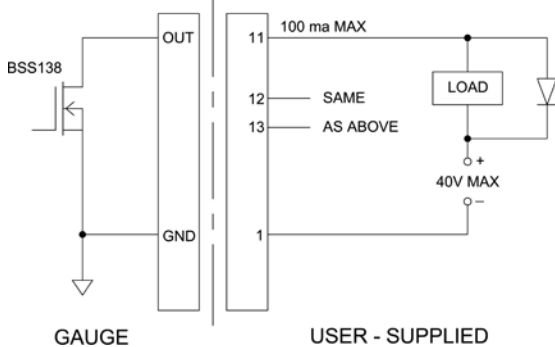 OUT
11
100 ma MAX
BSS138
LOAD
12
SAME
13
AS ABOVE
+
40V MAX
–
GND
1
GAUGE
USER - SUPPLIED